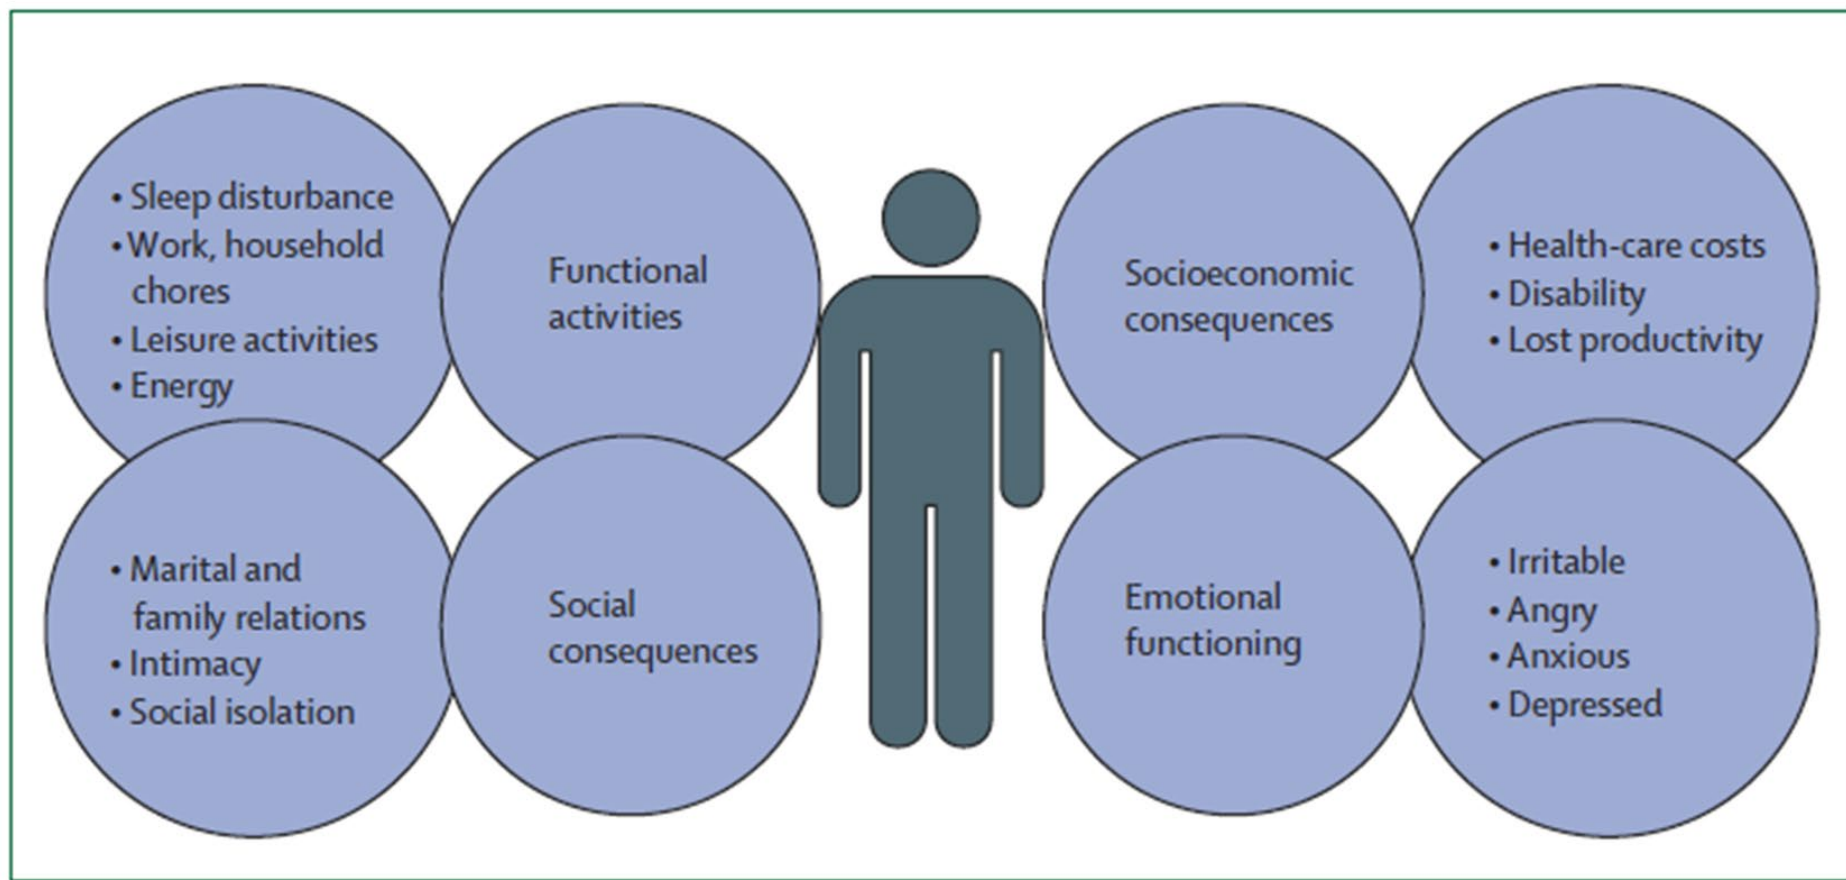 • Sleep disturbance
• Work, household
chores
• Leisure activities
• Energy
Functional
activities
Socioeconomic
consequences
• Health-care costs
• Disability
• Lost productivity
• Marital and
family relations
• Intimacy
• Social isolation
Social
consequences
Emotional
functioning
• Irritable
• Angry
• Anxious
• Depressed